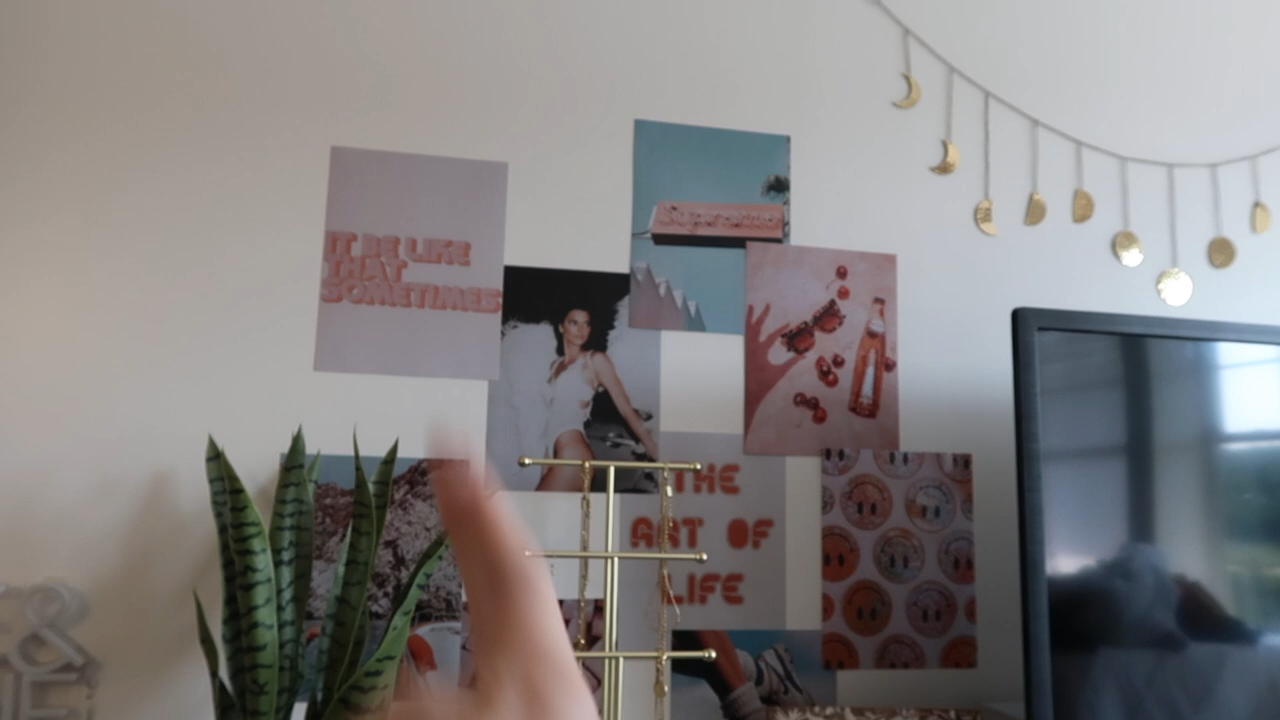 IT BE LIKE
THAT
SOMETIMES
THE
ART OF
LIFE
&